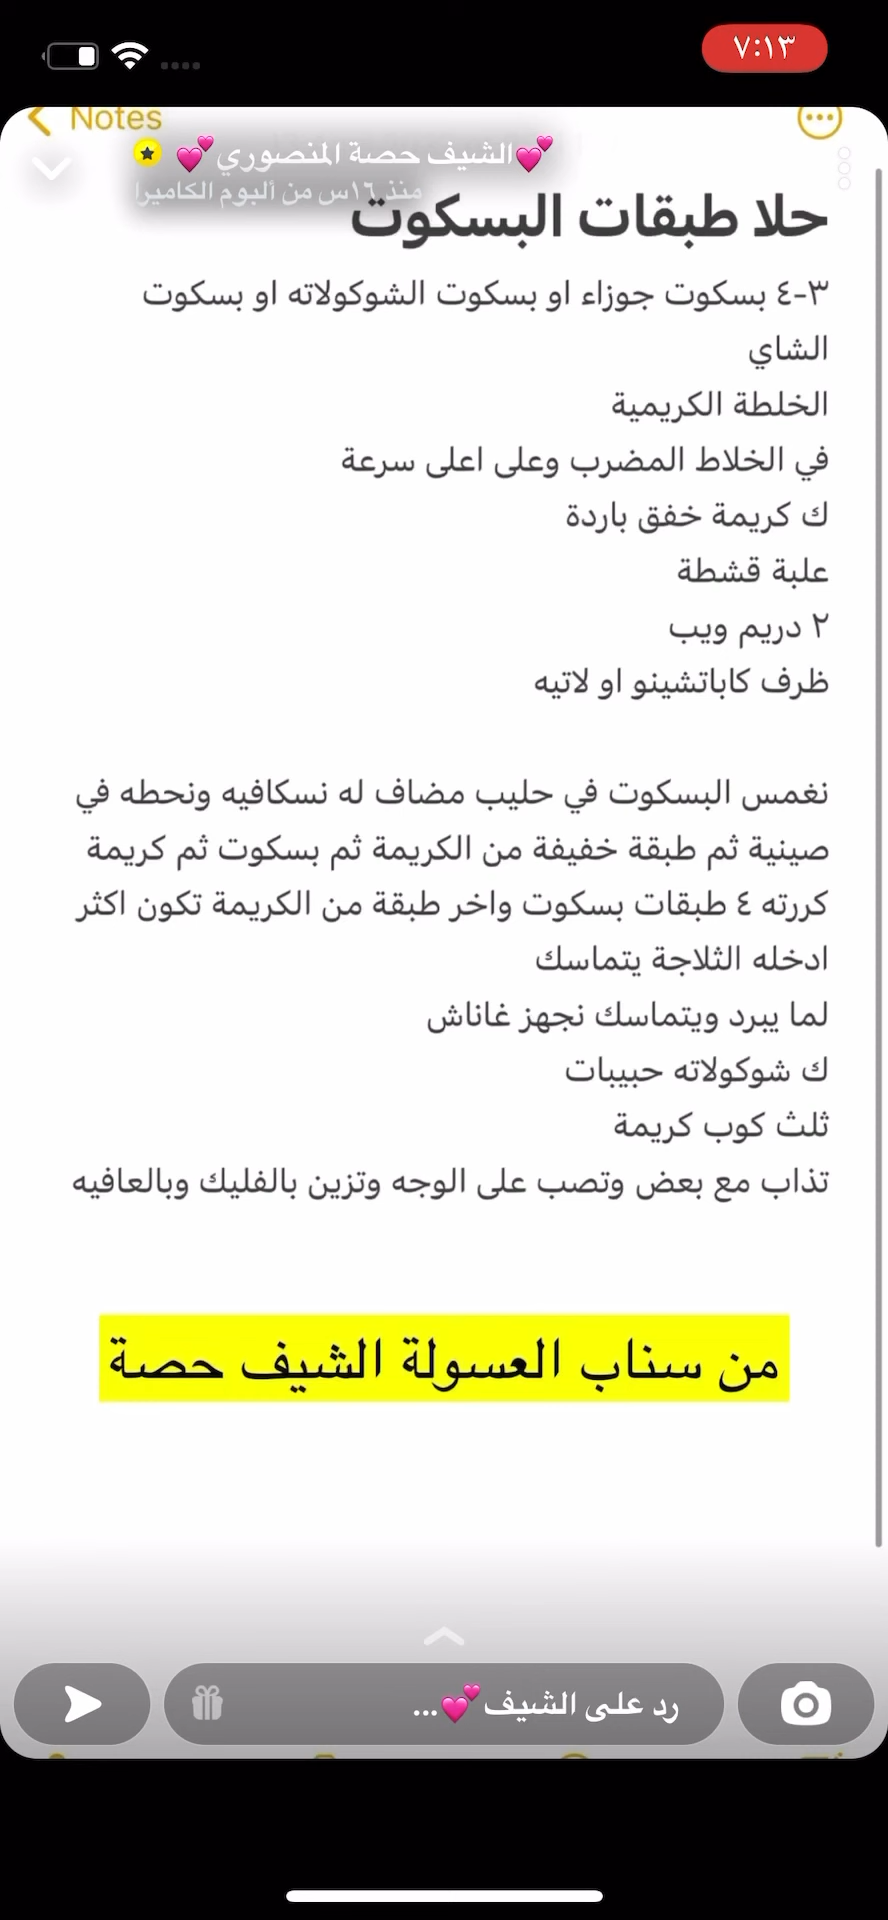 ٧:١٣
Notes
الشيف حصة المنصوري
منذ ١٦س من ألبوم الكاميرا
حلا طبقات البسكوت
٣-٤ بسكوت جوزاء او بسكوت الشوكولاته او بسكوت
الشاي
الخلطة الكريمية
في الخلاط المضرب وعلى اعلى سرعة
ك كريمة خفق باردة
علبة قشطة
٢ دريم ويب
ظرف كاباتشينو او لاتيه
نغمس البسكوت في حليب مضاف له نسكافيه ونحطه في
صينية ثم طبقة خفيفة من الكريمة ثم بسكوت ثم كريمة
كررته ٤ طبقات بسكوت واخر طبقة من الكريمة تكون اكثر
ادخله الثلاجة يتماسك
لما يبرد ويتماسك نجهز غاناش
ك شوكولاته حبيبات
ثلث كوب كريمة
تذاب مع بعض وتصب على الوجه وتزين بالفليك وبالعافيه
من سناب العسولة الشيف حصة
رد على الشيف💕...